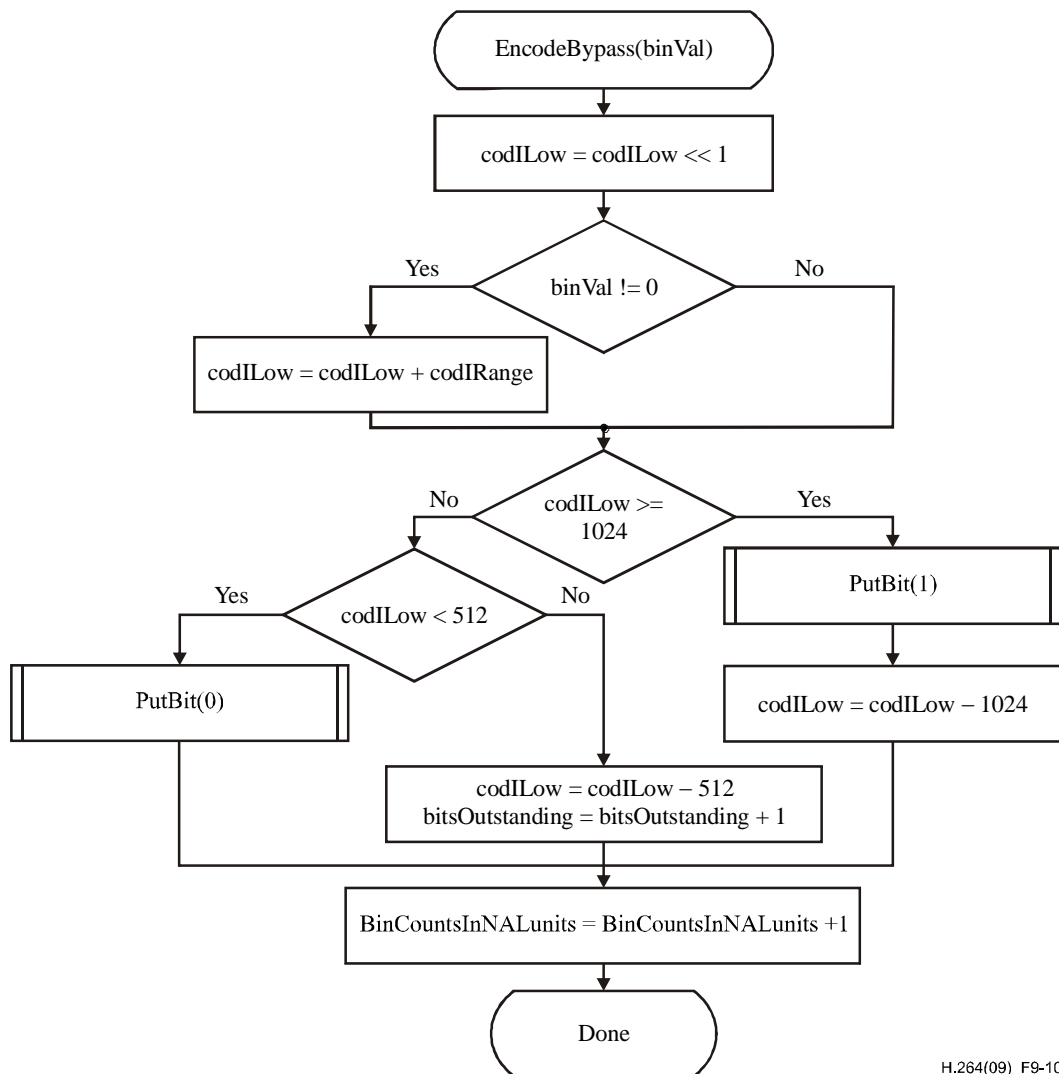 EncodeBypass(binVal)
codILow = codILow << 1
Yes
No
binVal != 0
codILow = codILow + codIRange
No
codILow >=
1024
Yes
PutBit(1)
Yes
codILow < 512
No
PutBit(0)
codILow = codILow – 1024
codILow = codILow – 512
bitsOutstanding = bitsOutstanding + 1
BinCountsInNALunits = BinCountsInNALunits +1
Done
H.264(09)_F9-10